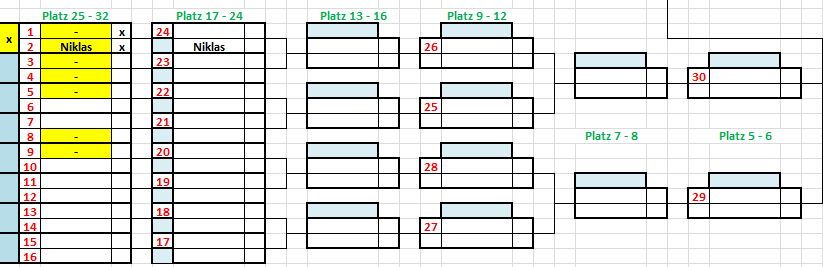 Platz 25 - 32 Platz 17 - 24 Platz 13 - 16 Platz 9 - 12
x 1 - x 24
2 Niklas x Niklas 26
3 - 23
4 - 30
5 - 22
6 25
7 21
8 - Platz 7 - 8 Platz 5 - 6
9 - 20
10 28
11 19
12 29
13 18
14 27
15 17
16